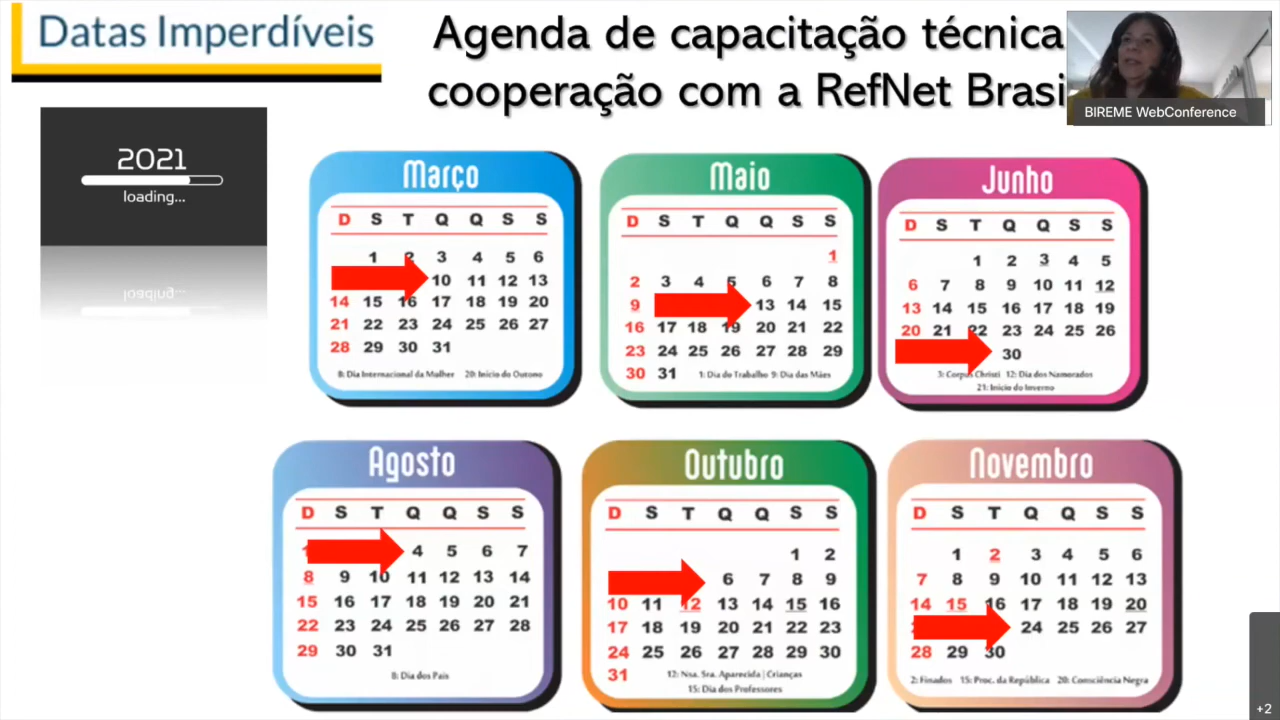 Datas Imperdíveis
Agenda de capacitação técnica
cooperação com a RefNet Brasi
BIREME WebConference
2021
loading...
Março
D S T Q Q S S
1 2 3 4 5 6
10 11 12 13
14 15 16 17 18 19 20
21 22 23 24 25 26 27
28 29 30 31
8: Dia Internacional da Mulher 20: Início do Outono
Maio
D S T Q Q S S
1
2 3 4 5 6 7 8
9 13 14 15
16 17 18 19 20 21 22
23 24 25 26 27 28 29
30 31
1: Dia do Trabalho 9: Dia das Mães
Junho
D S T Q Q S S
1 2 3 4 5
6 7 8 9 10 11 12
13 14 15 16 17 18 19
20 21 22 23 24 25 26
30
3: Corpus Christi 12: Dia dos Namorados
21: Início do Inverno
Agosto
D S T Q Q S S
1 4 5 6 7
8 9 10 11 12 13 14
15 16 17 18 19 20 21
22 23 24 25 26 27 28
29 30 31
8: Dia dos Pais
Outubro
D S T Q Q S S
1 2
6 7 8 9
10 11 12 13 14 15 16
17 18 19 20 21 22 23
24 25 26 27 28 29 30
31
12: Nsa. Sra. Aparecida | Crianças
15: Dia dos Professores
Novembro
D S T Q Q S S
1 2 3 4 5 6
7 8 9 10 11 12 13
14 15 16 17 18 19 20
24 25 26 27
28 29 30
2: Finados 15: Proc. da República 20: Consciência Negra
+2